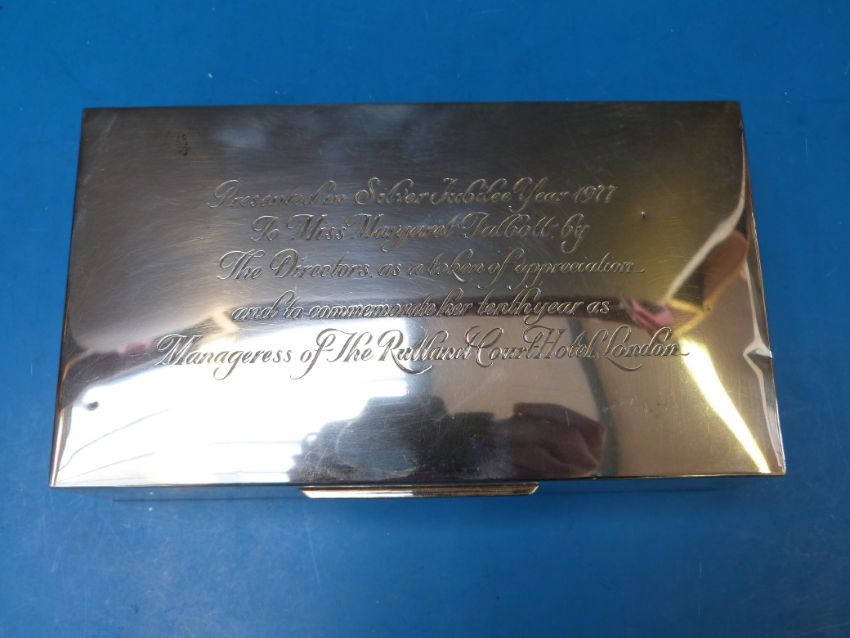 Presented in Silver Jubilee Year 1977
To Miss Margaret Talbott by
The Directors as a token of appreciation
and to commemorate her tenth year as
Manageress of The Rutland Court Hotel, London